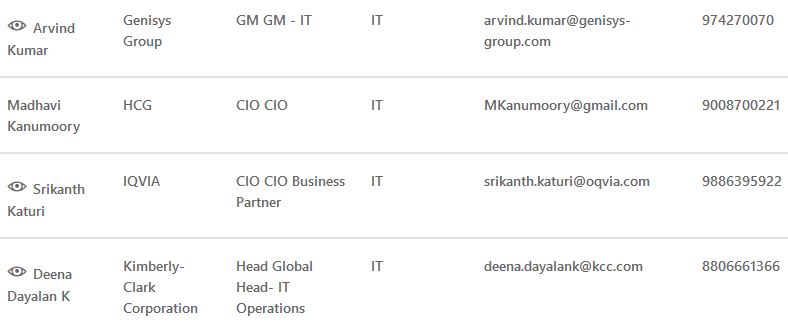 Arvind Kumar Genisys Group GM GM - IT IT arvind.kumar@genisys-group.com 974270070
Madhavi Kanumoory HCG CIO CIO IT MKanumoory@gmail.com 9008700221
Srikanth Katuri IQVIA CIO CIO Business Partner IT srikanth.katuri@oqvia.com 9886395922
Deena Dayalan K Kimberly-Clark Corporation Head Global Head- IT Operations IT deena.dayalank@kcc.com 8806661366